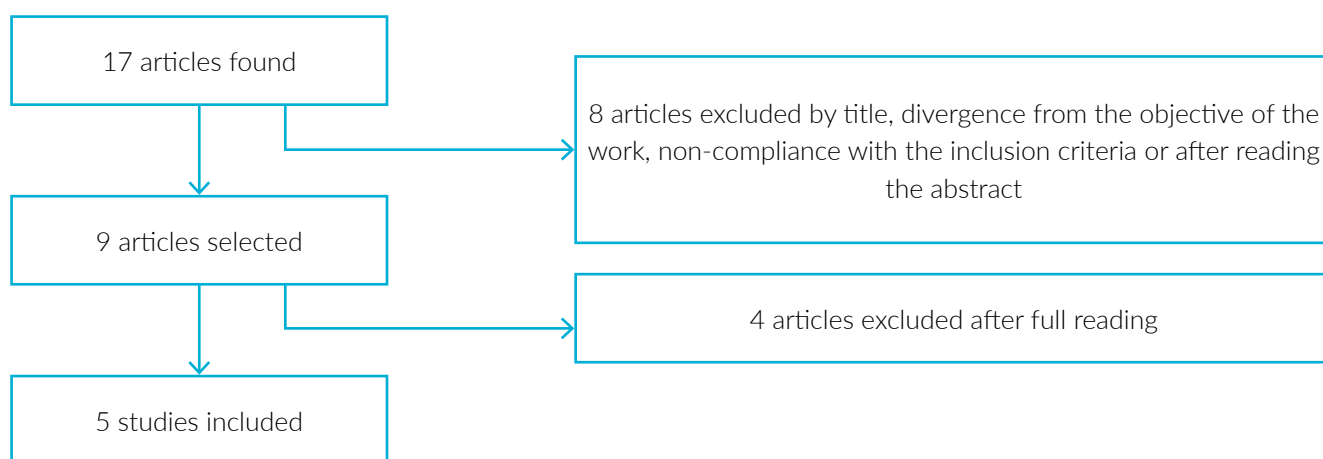 17 articles found
8 articles excluded by title, divergence from the objective of the
work, non-compliance with the inclusion criteria or after reading
the abstract
9 articles selected
4 articles excluded after full reading
5 studies included